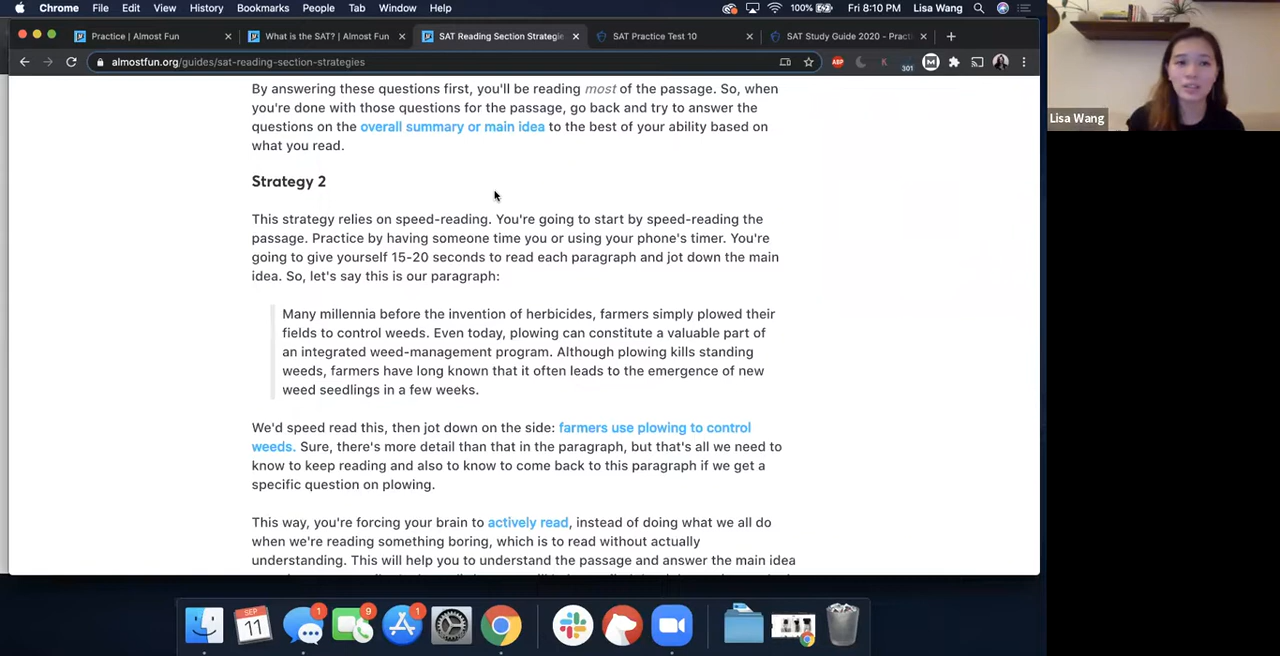 Chrome File Edit View History Bookmarks People Tab Window Help 100% Fri 8:10 PM Lisa Wang
Practice | Almost Fun
What is the SAT? | Almost Fun
SAT Reading Section Strategie
SAT Practice Test 10
SAT Study Guide 2020 - Pract
almostfun.org/guides/sat-reading-section-strategies
ABP
K
301
M
By answering these questions first, you'll be reading most of the passage. So, when
you're done with those questions for the passage, go back and try to answer the
questions on the overall summary or main idea to the best of your ability based on
what you read.
Strategy 2
This strategy relies on speed-reading. You're going to start by speed-reading the
passage. Practice by having someone time you or using your phone's timer. You're
going to give yourself 15-20 seconds to read each paragraph and jot down the main
idea. So, let's say this is our paragraph:
Many millennia before the invention of herbicides, farmers simply plowed their
fields to control weeds. Even today, plowing can constitute a valuable part of
an integrated weed-management program. Although plowing kills standing
weeds, farmers have long known that it often leads to the emergence of new
weed seedlings in a few weeks.
We'd speed read this, then jot down on the side: farmers use plowing to control
weeds. Sure, there's more detail than that in the paragraph, but that's all we need to
know to keep reading and also to know to come back to this paragraph if we get a
specific question on plowing.
This way, you're forcing your brain to actively read, instead of doing what we all do
when we're reading something boring, which is to read without actually
understanding. This will help you to understand the passage and answer the main idea
SEP
11
1
9
1
Lisa Wang